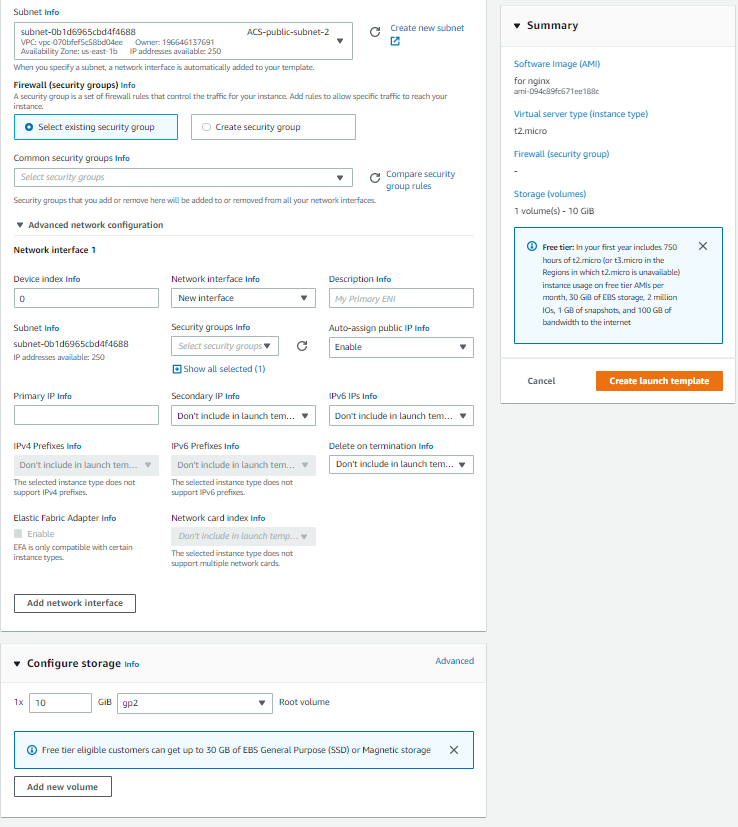 Subnet Info
subnet-0b1d6965cbd4f4688 ACS-public-subnet-2
VPC: vpc-070bfef5c58bd04ee Owner: 196646137691
Availability Zone: us-east-1b IP addresses available: 250
Create new subnet
When you specify a subnet, a network interface is automatically added to your template.
Firewall (security groups) Info
A security group is a set of firewall rules that control the traffic for your instance. Add rules to allow specific traffic to reach your
instance.
Select existing security group
Create security group
Common security groups Info
Select security groups
Compare security
group rules
Security groups that you add or remove here will be added to or removed from all your network interfaces.
Advanced network configuration
Network interface 1
Device index Info
Network interface Info
Description Info
0
New interface
My Primary ENI
Subnet Info
Security groups Info
Auto-assign public IP Info
subnet-0b1d6965cbd4f4688
IP addresses available: 250
Select security groups
Enable
Show all selected (1)
Primary IP Info
Secondary IP Info
IPv6 IPs Info
Don't include in launch tem...
Don't include in launch tem...
IPv4 Prefixes Info
IPv6 Prefixes Info
Delete on termination Info
Don't include in launch tem...
Don't include in launch tem...
Don't include in launch tem...
The selected instance type does not
support IPv4 prefixes.
The selected instance type does not
support IPv6 prefixes.
Elastic Fabric Adapter Info
Network card index Info
Enable
Don't include in launch temp...
EFA is only compatible with certain
instance types.
The selected instance type does not
support multiple network cards.
Add network interface
Configure storage Info
Advanced
1x 10 GiB gp2 Root volume
Free tier eligible customers can get up to 30 GB of EBS General Purpose (SSD) or Magnetic storage
Add new volume
Summary
Software Image (AMI)
for nginx
ami-094c89fc671ee188c
Virtual server type (instance type)
t2.micro
Firewall (security group)
-
Storage (volumes)
1 volume(s) - 10 GiB
Free tier: In your first year includes 750
hours of t2.micro (or t3.micro in the
Regions in which t2.micro is unavailable)
instance usage on free tier AMIs per
month, 30 GiB of EBS storage, 2 million
IOs, 1 GB of snapshots, and 100 GB of
bandwidth to the internet
Cancel
Create launch template